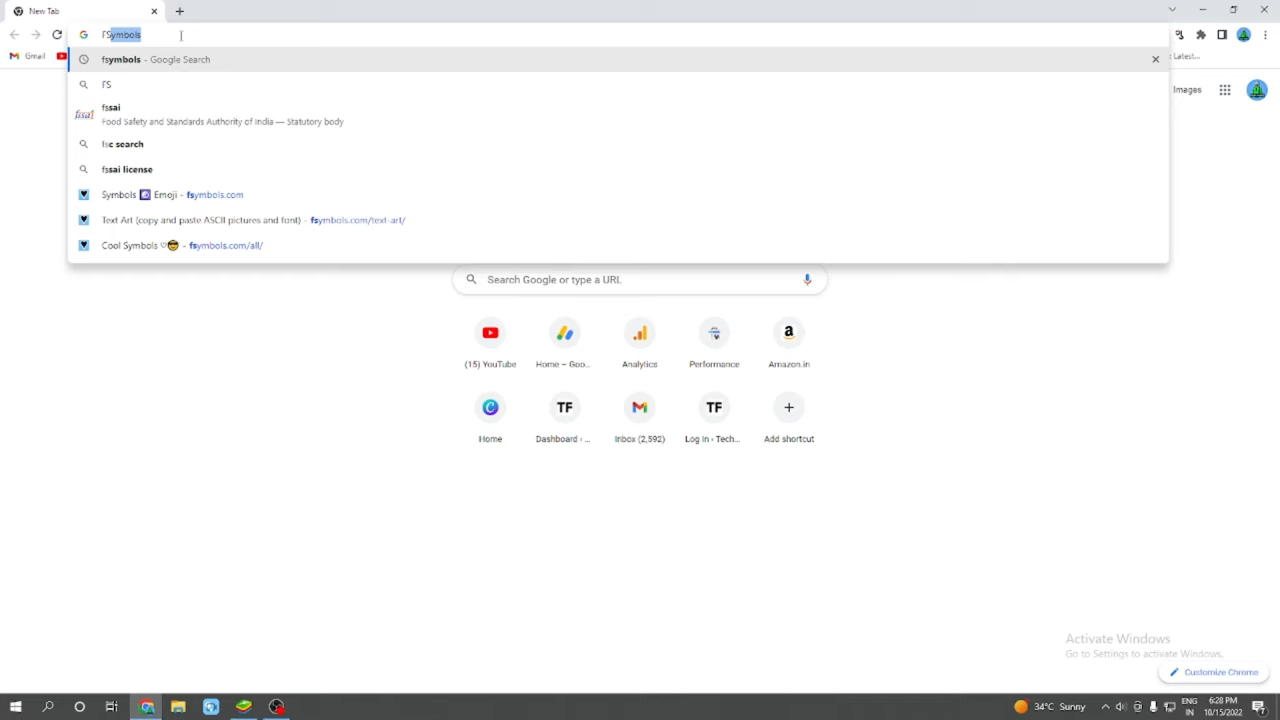 New Tab
FSymbols
Gmail
Latest...
fsymbols - Google Search
FS
fssai
Food Safety and Standards Authority of India — Statutory body
fsc search
fssai license
Symbols Emoji - fsymbols.com
Text Art (copy and paste ASCII pictures and font) - fsymbols.com/text-art/
Cool Symbols ♡😎 - fsymbols.com/all/
Images
Search Google or type a URL
(15) YouTube
Home – Goo...
Analytics
Performance
Amazon.in
TF
TF
Home
Dashboard ‹ ...
Inbox (2,592)
Log In ‹ Tech...
Add shortcut
Activate Windows
Go to Settings to activate Windows.
Customize Chrome
34°C Sunny
ENG
IN
6:28 PM
10/15/2022
7